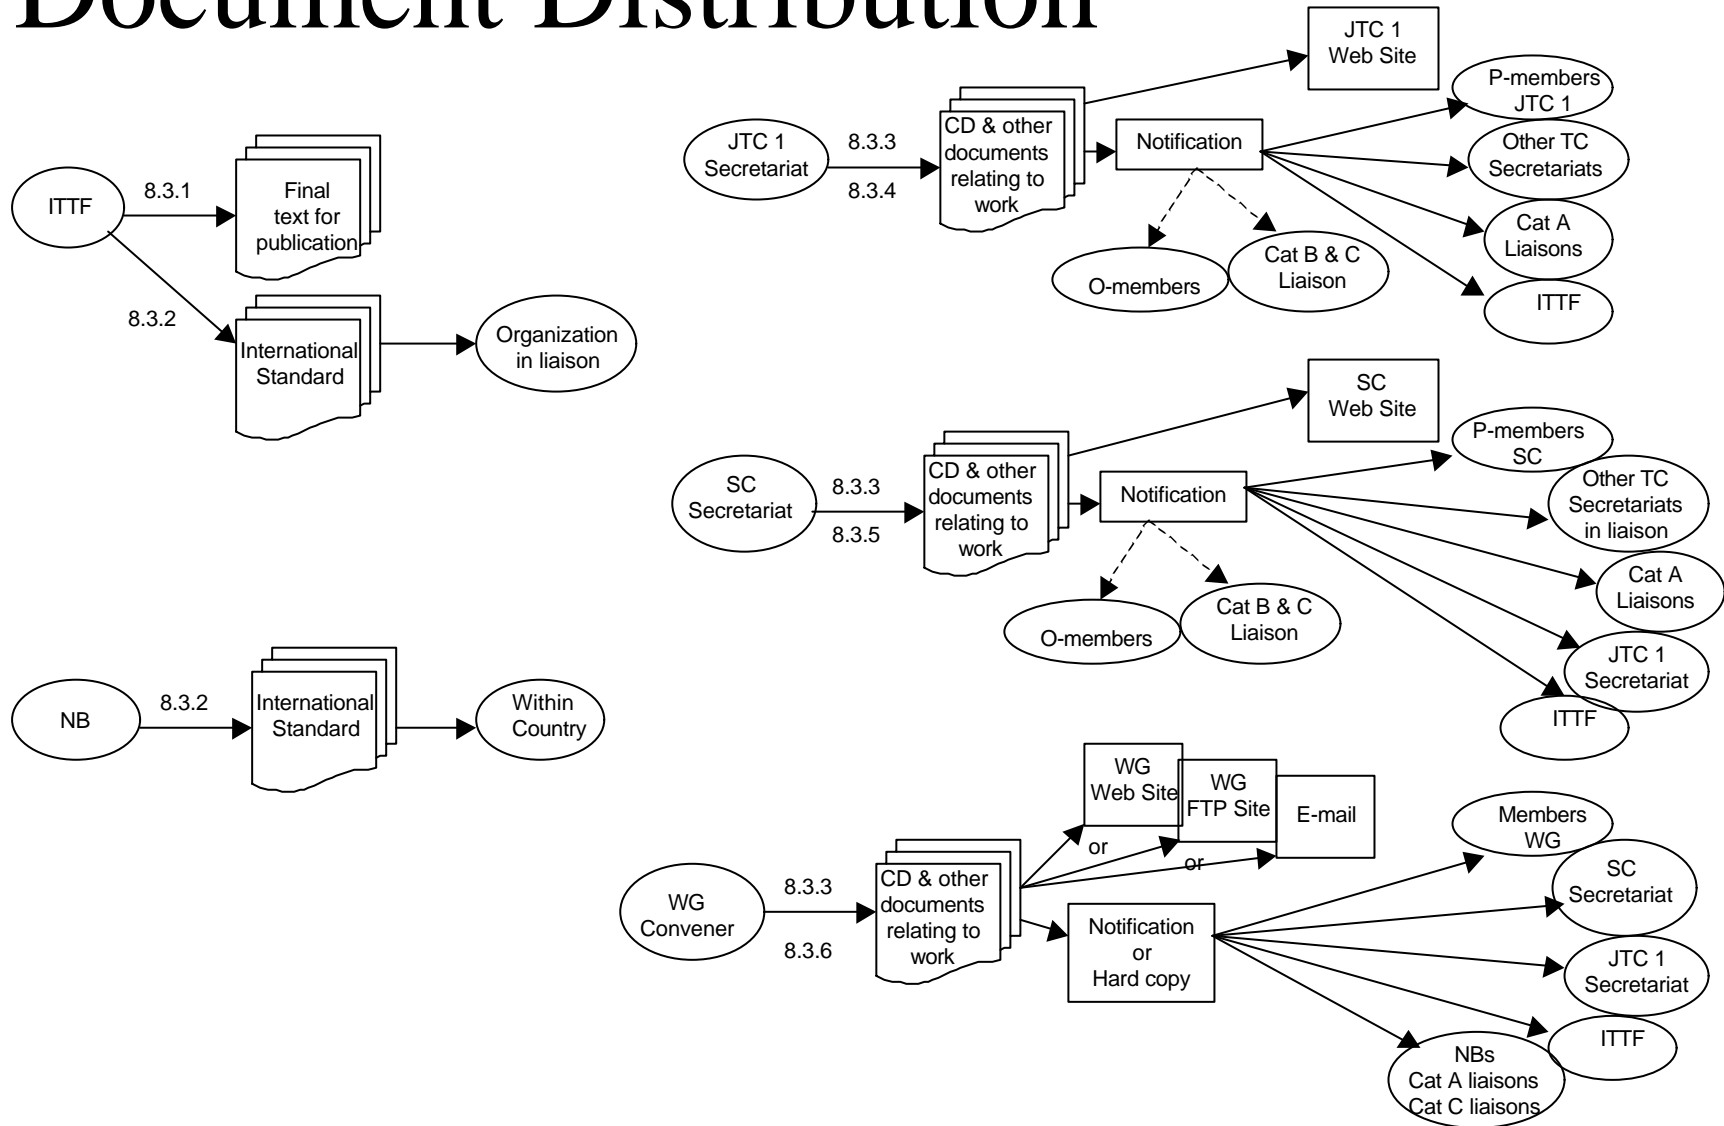 Document Distribution
ITTF
8.3.1
Final
text for
publication
8.3.2
International
Standard
Organization
in liaison
NB
8.3.2
International
Standard
Within
Country
JTC 1
Secretariat
8.3.3
8.3.4
CD & other
documents
relating to
work
JTC 1
Web Site
Notification
P-members
JTC 1
Other TC
Secretariats
Cat A
Liaisons
ITTF
O-members
Cat B & C
Liaison
SC
Secretariat
8.3.3
8.3.5
CD & other
documents
relating to
work
SC
Web Site
Notification
P-members
SC
Other TC
Secretariats
in liaison
Cat A
Liaisons
JTC 1
Secretariat
ITTF
O-members
Cat B & C
Liaison
WG
Convener
8.3.3
8.3.6
CD & other
documents
relating to
work
WG
Web Site
or
WG
FTP Site
or
E-mail
Notification
or
Hard copy
Members
WG
SC
Secretariat
JTC 1
Secretariat
ITTF
NBs
Cat A liaisons
Cat C liaisons